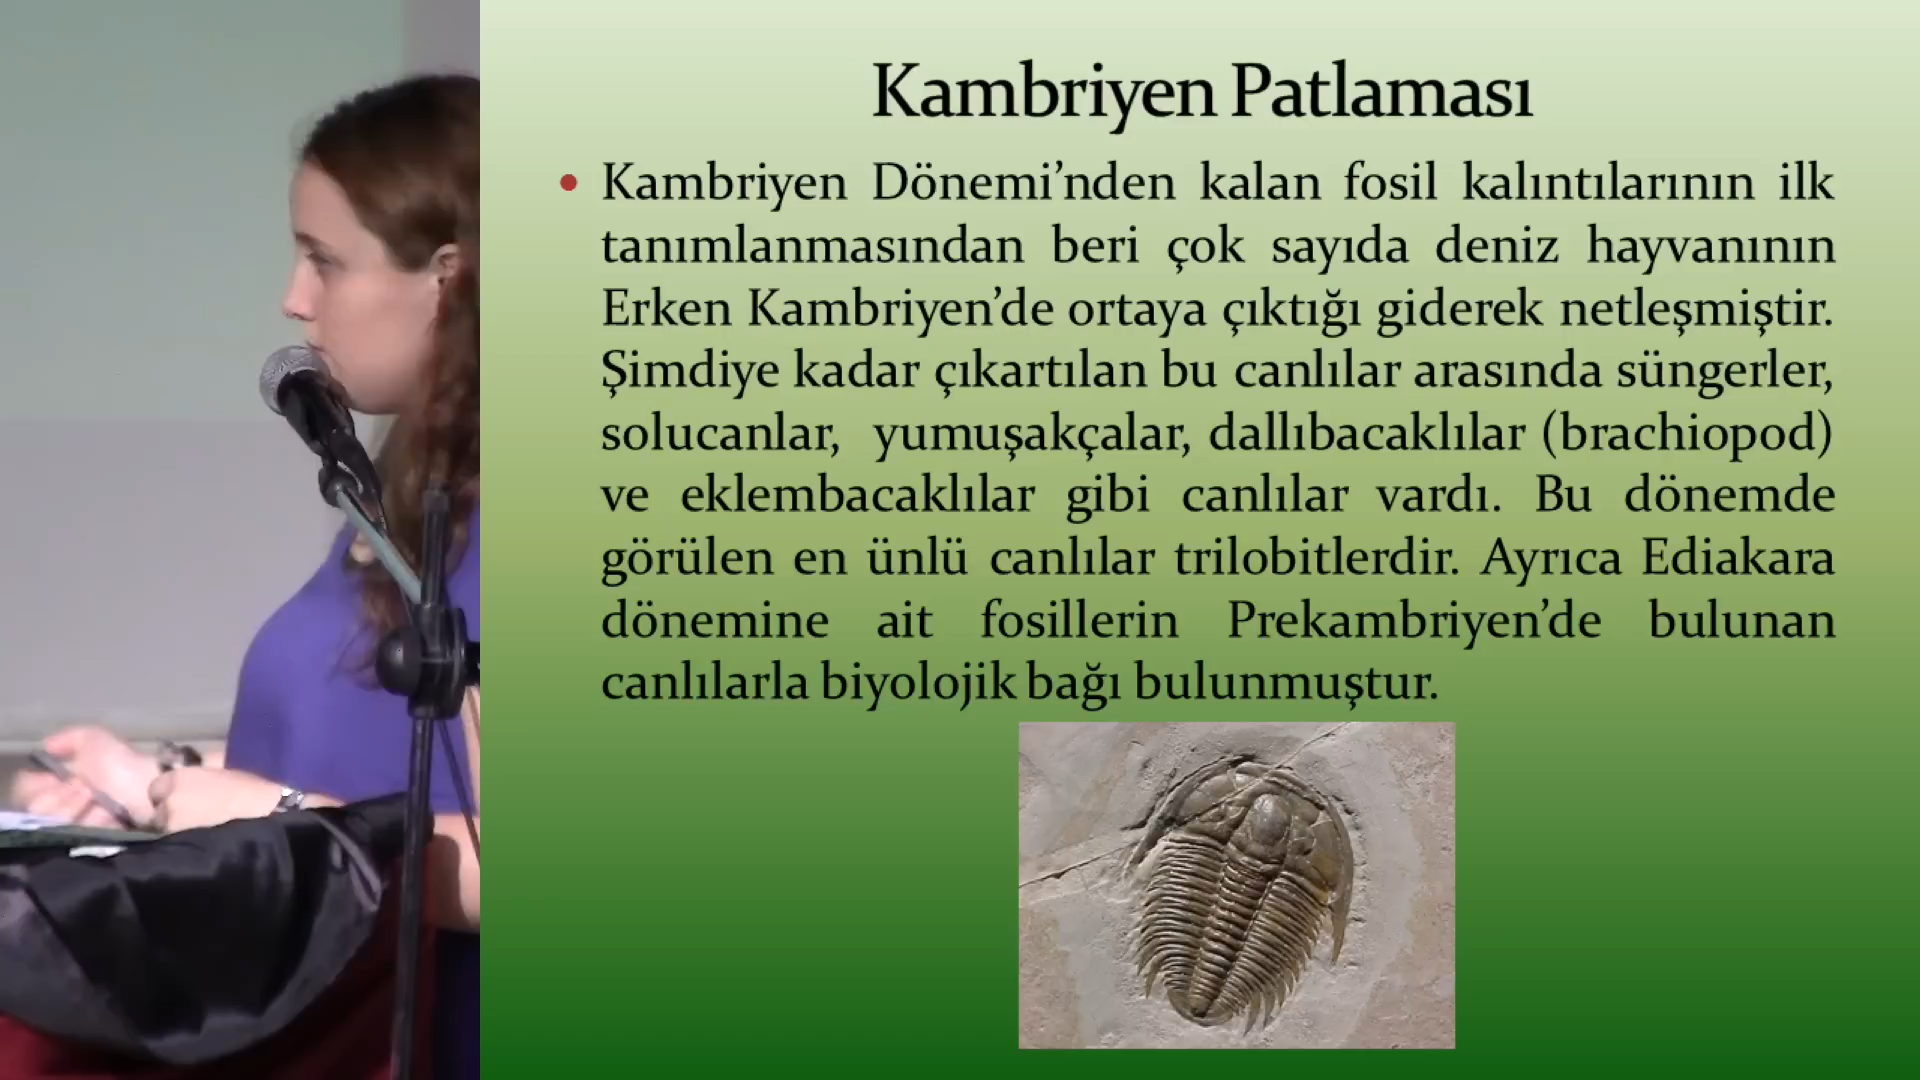 Kambriyen Patlaması
• Kambriyen Dönemi’nden kalan fosil kalıntılarının ilk
tanımlanmasından beri çok sayıda deniz hayvanının
Erken Kambriyen’de ortaya çıktığı giderek netleşmiştir.
Şimdiye kadar çıkartılan bu canlılar arasında süngerler,
solucanlar, yumuşakçalar, dallıbacaklılar (brachiopod)
ve eklembacaklılar gibi canlılar vardı. Bu dönemde
görülen en ünlü canlılar trilobitlerdir. Ayrıca Ediakara
dönemine ait fosillerin Prekambriyen’de bulunan
canlılarla biyolojik bağı bulunmuştur.